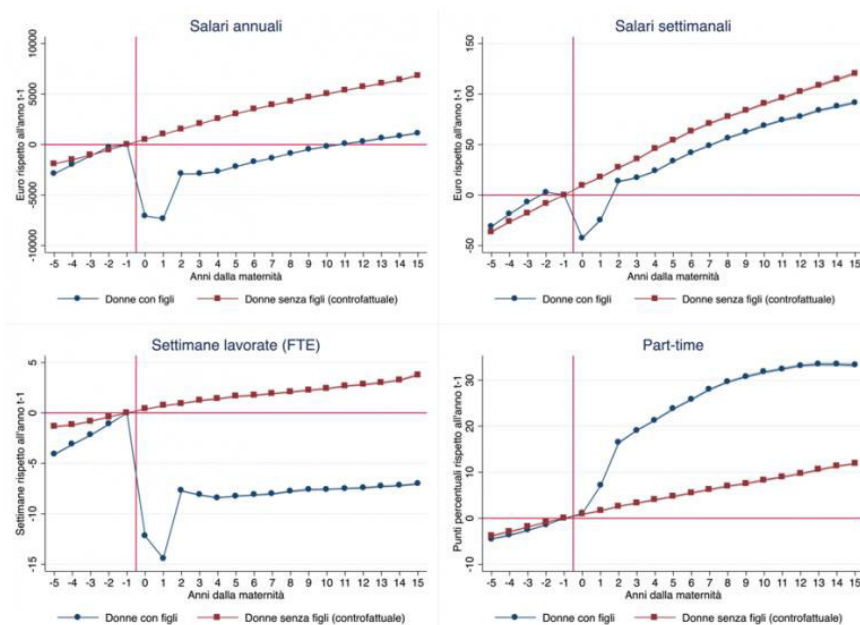 Salari annuali
Euro rispetto all'anno t-1
10000
5000
0
-5000
-10000
-5 -4 -3 -2 -1 0 1 2 3 4 5 6 7 8 9 10 11 12 13 14 15
Anni dalla maternità
Donne con figli
Donne senza figli (controfattuale)
Salari settimanali
Euro rispetto all'anno t-1
150
100
50
0
-50
-5 -4 -3 -2 -1 0 1 2 3 4 5 6 7 8 9 10 11 12 13 14 15
Anni dalla maternità
Donne con figli
Donne senza figli (controfattuale)
Settimane lavorate (FTE)
Settimane rispetto all'anno t-1
5
0
-5
-10
-15
-5 -4 -3 -2 -1 0 1 2 3 4 5 6 7 8 9 10 11 12 13 14 15
Anni dalla maternità
Donne con figli
Donne senza figli (controfattuale)
Part-time
Punti percentuali rispetto all'anno t-1
30
20
10
0
-10
-5 -4 -3 -2 -1 0 1 2 3 4 5 6 7 8 9 10 11 12 13 14 15
Anni dalla maternità
Donne con figli
Donne senza figli (controfattuale)